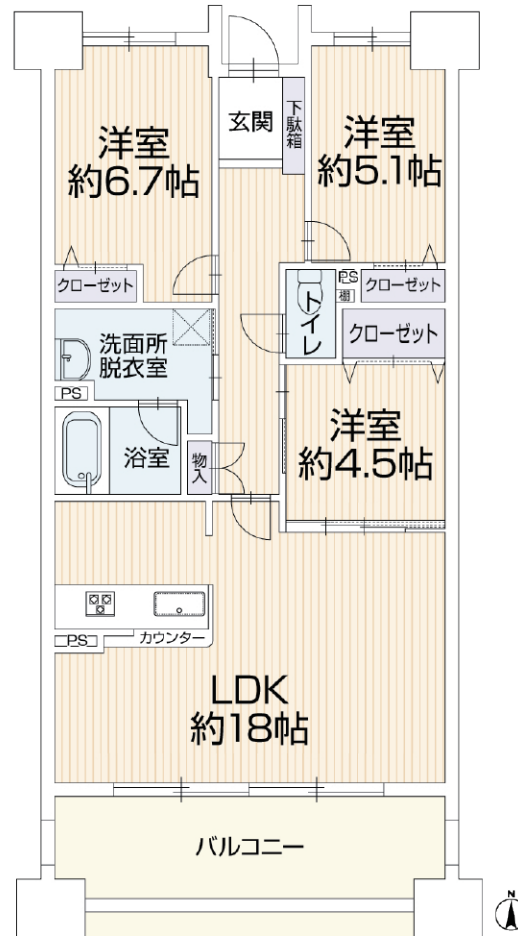 玄関
下駄箱
洋室
約6.7帖
洋室
約5.1帖
クローゼット
トイレ
PS
棚
クローゼット
クローゼット
洗面所
脱衣室
PS
浴室
物入
洋室
約4.5帖
PS
カウンター
LDK
約18帖
バルコニー
N